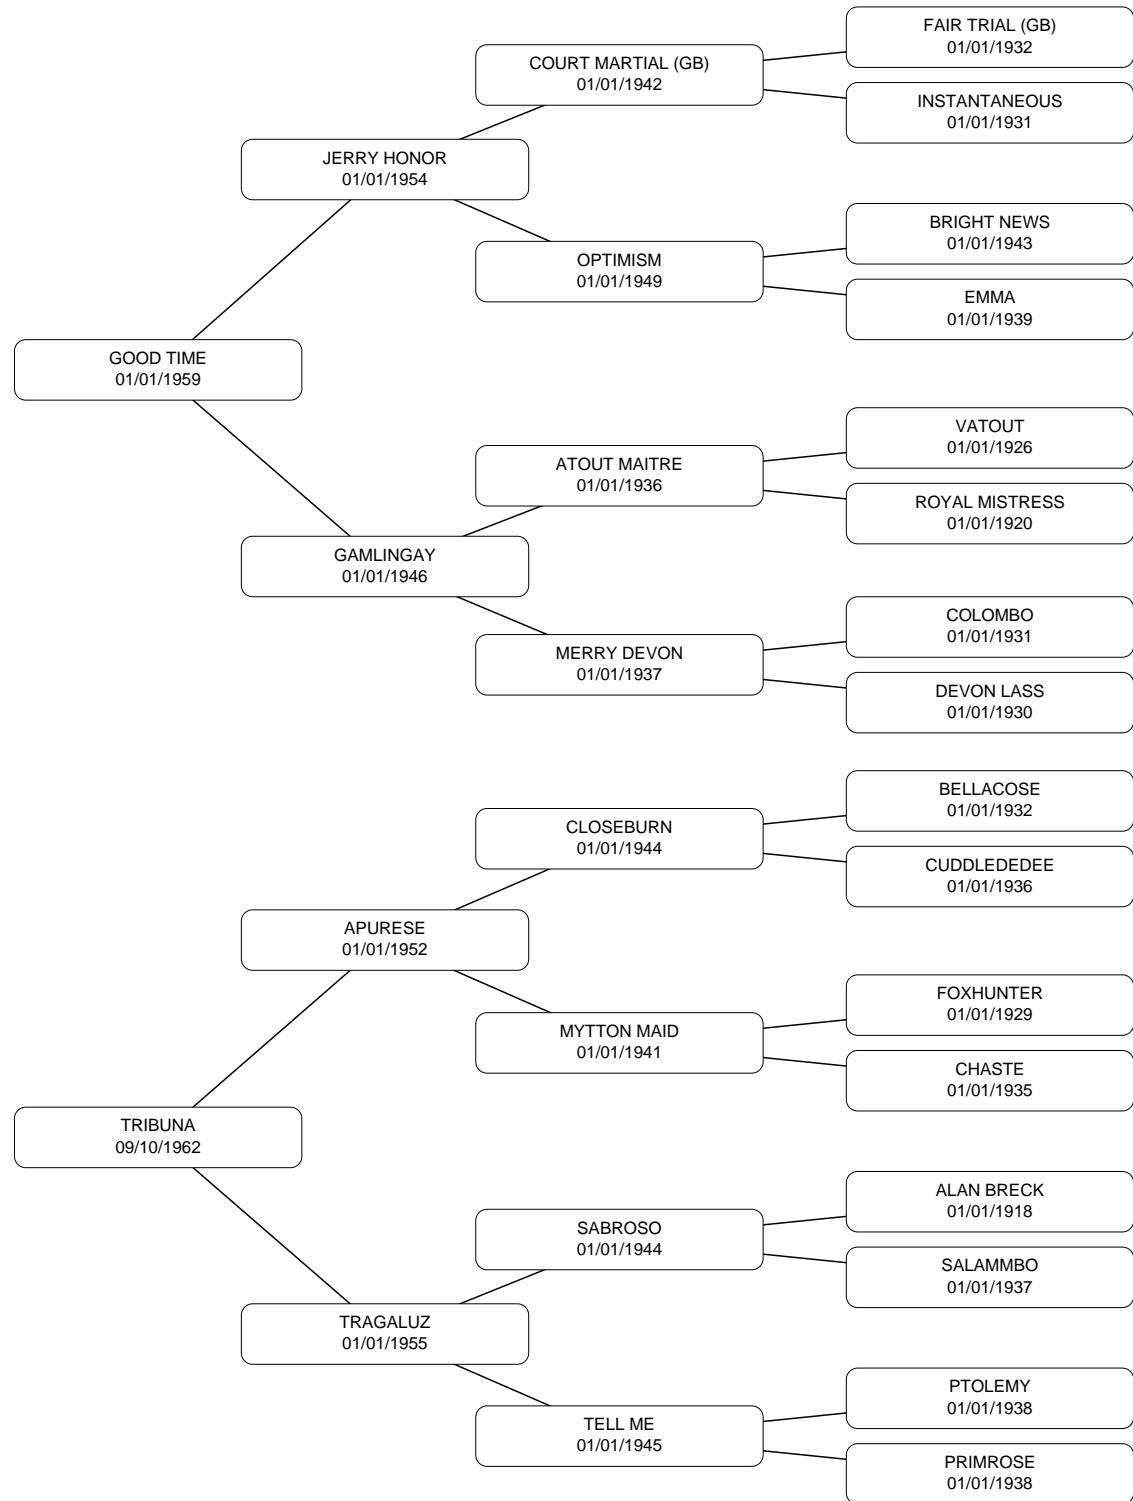 FAIR TRIAL (GB)
01/01/1932
COURT MARTIAL (GB)
01/01/1942
INSTANTANEOUS
01/01/1931
JERRY HONOR
01/01/1954
BRIGHT NEWS
01/01/1943
OPTIMISM
01/01/1949
EMMA
01/01/1939
GOOD TIME
01/01/1959
VATOUT
01/01/1926
ATOUT MAITRE
01/01/1936
ROYAL MISTRESS
01/01/1920
GAMLINGAY
01/01/1946
COLOMBO
01/01/1931
MERRY DEVON
01/01/1937
DEVON LASS
01/01/1930
BELLACOSE
01/01/1932
CLOSEBURN
01/01/1944
CUDDLEDEDEE
01/01/1936
APURESE
01/01/1952
FOXHUNTER
01/01/1929
MYTTON MAID
01/01/1941
CHASTE
01/01/1935
TRIBUNA
09/10/1962
ALAN BRECK
01/01/1918
SABROSO
01/01/1944
SALAMMBO
01/01/1937
TRAGALUZ
01/01/1955
PTOLEMY
01/01/1938
TELL ME
01/01/1945
PRIMROSE
01/01/1938